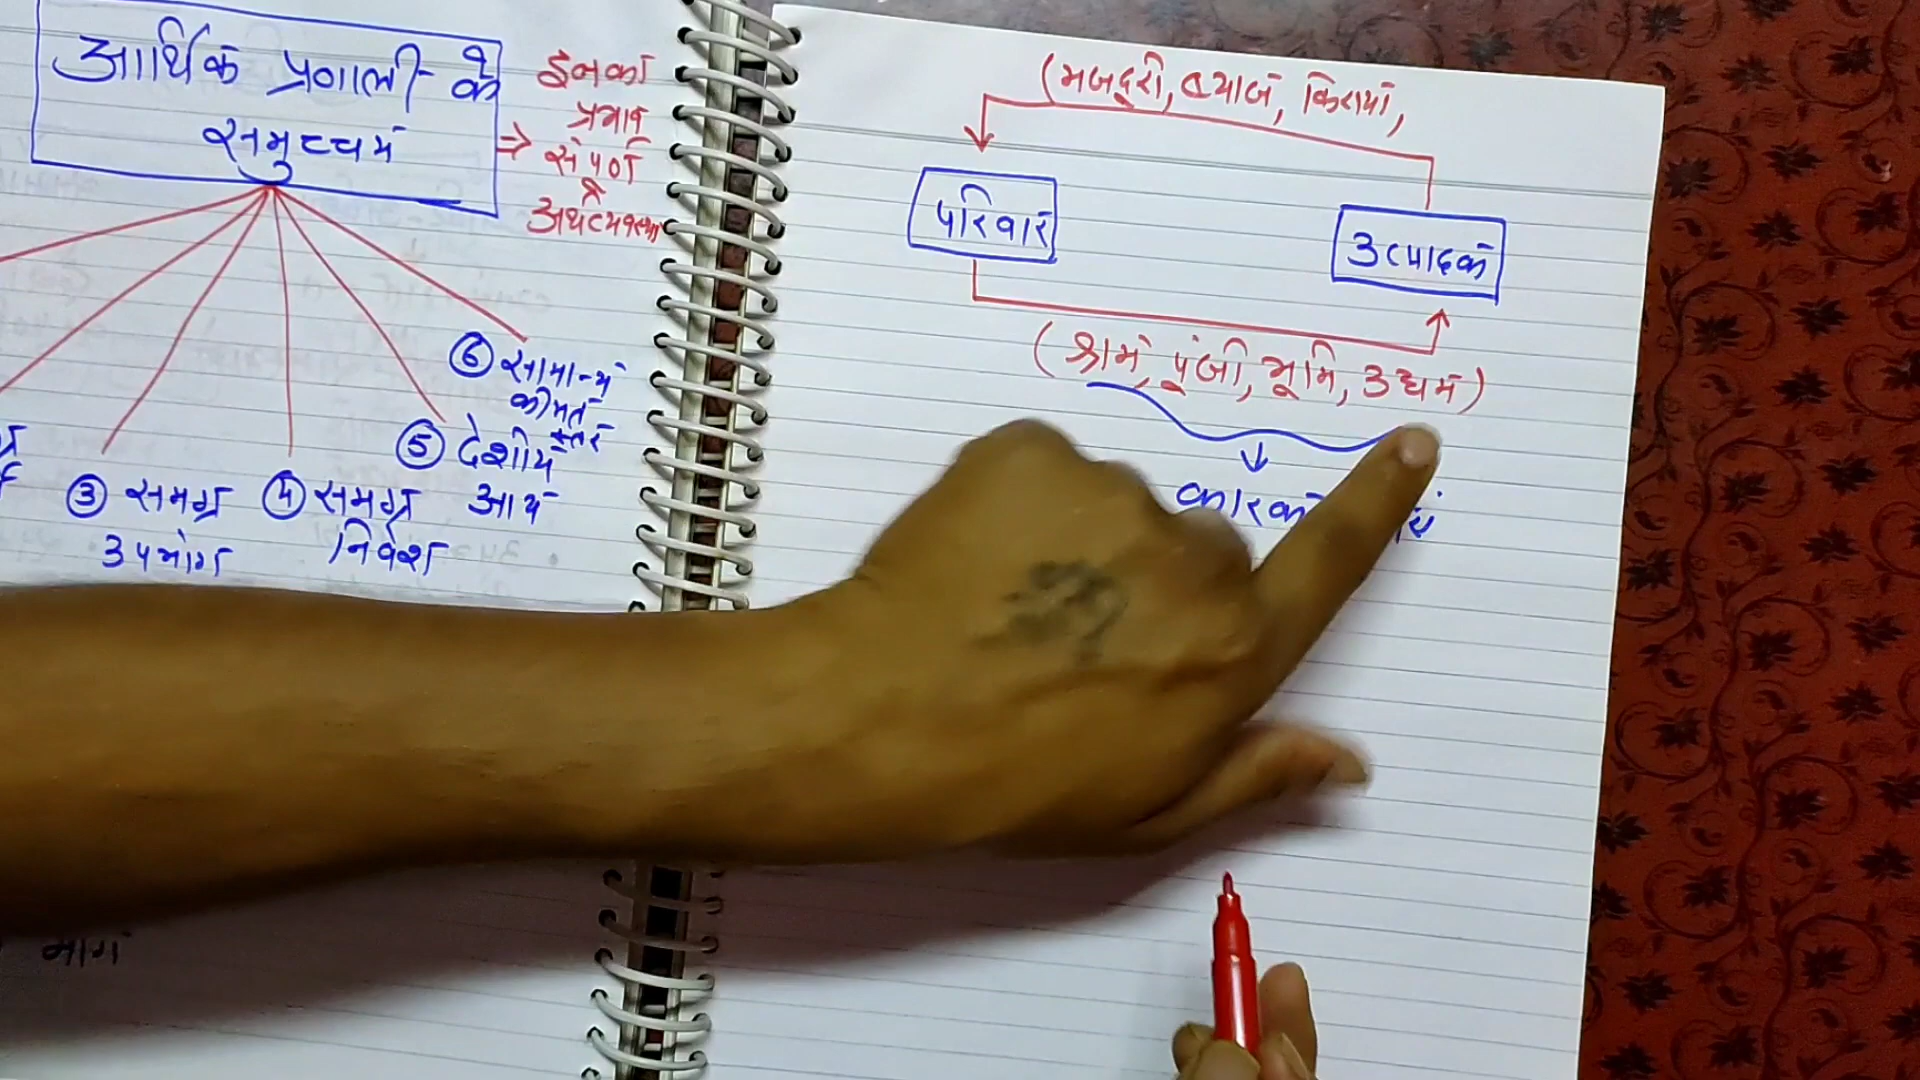 आर्थिक प्रणाली के
समुच्चय
इनका
प्रभाव
संपूर्ण
अर्थव्यवस्था
③ समग्र
उपभोग
④ समग्र
निवेश
⑤ देशीय
आय
⑥ सामान्य
कीमत
स्तर
मांग
(मजदूरी, ब्याज, किराया,
परिवार
उत्पादक
(श्रम, पूंजी, भूमि, उद्यम)
कारक